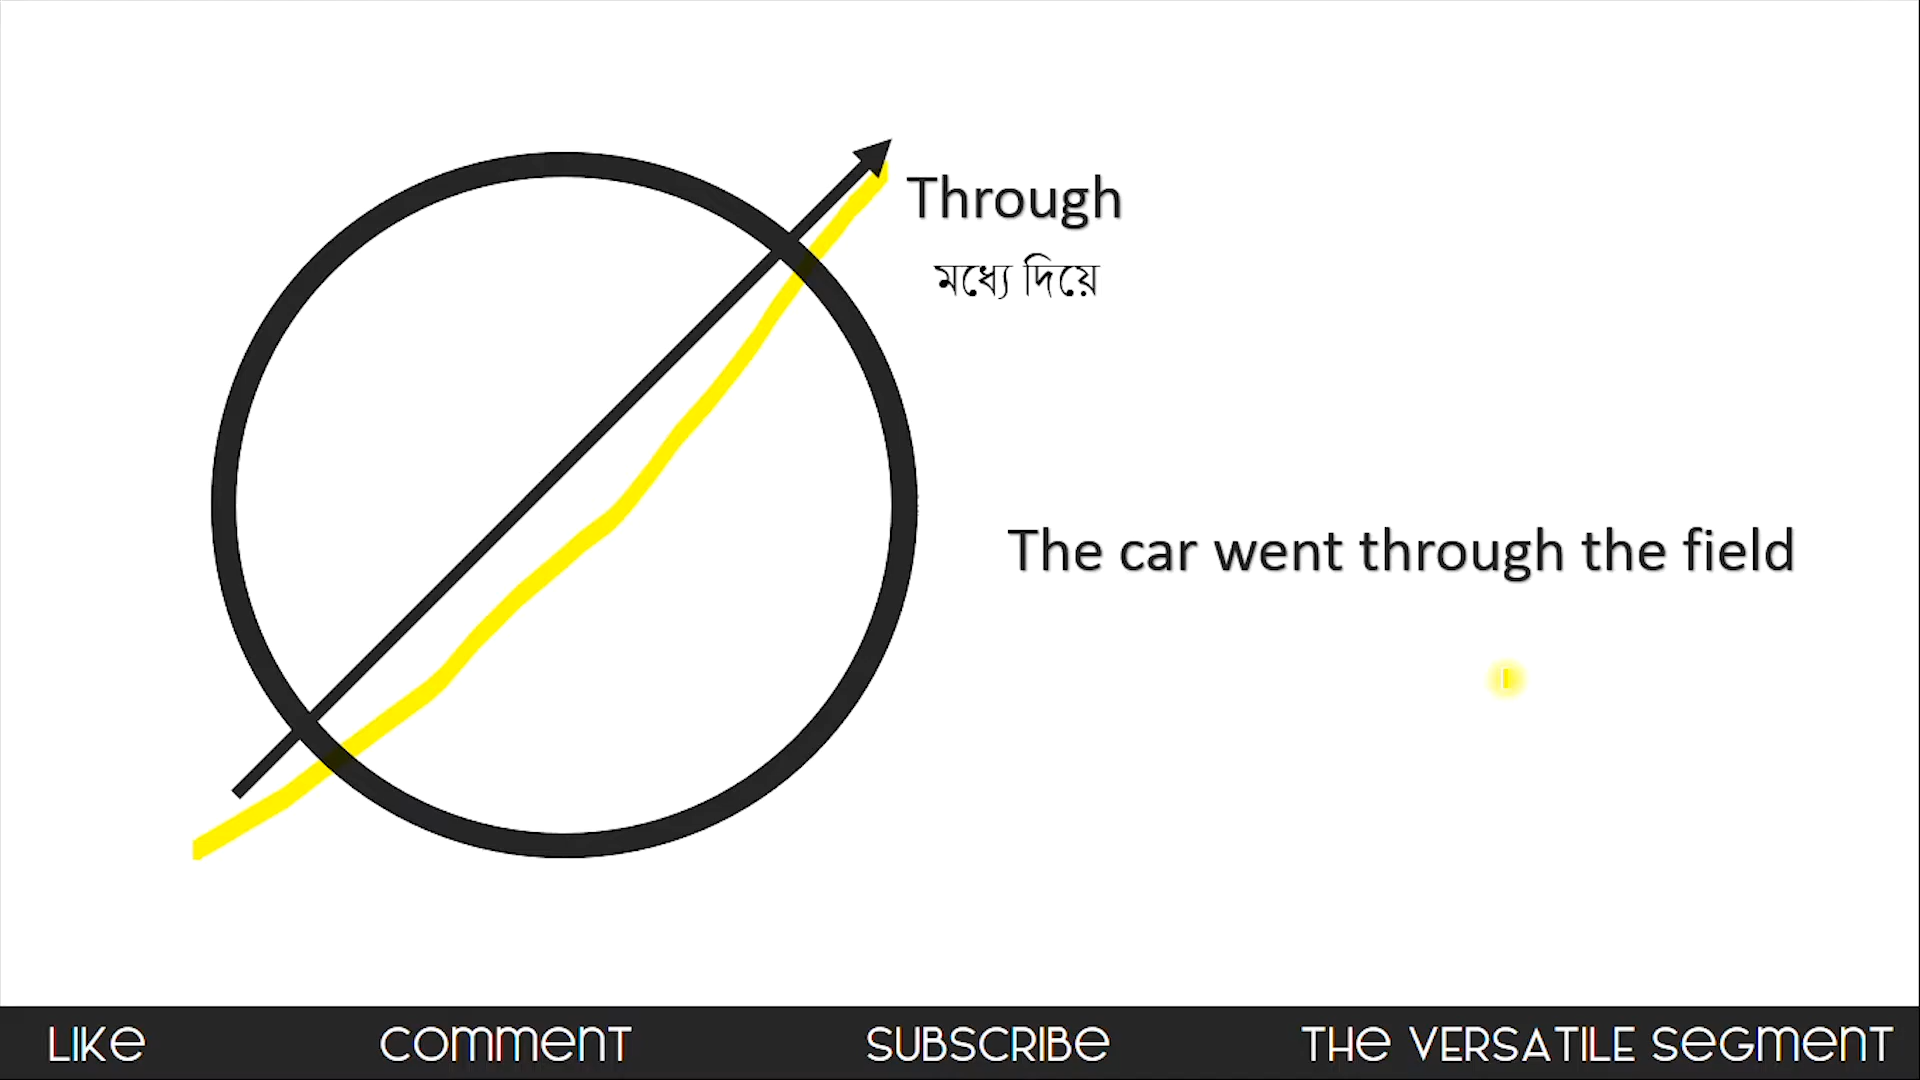 Through
মধ্যে দিয়ে
The car went through the field
LIKE COMMENT SUBSCRIBE THE VERSATILE SEGMENT